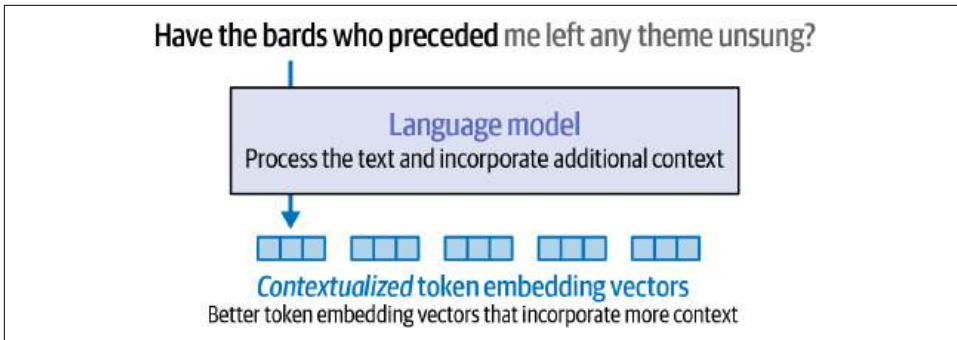 Have the bards who preceded me left any theme unsung?
Language model
Process the text and incorporate additional context
Contextualized token embedding vectors
Better token embedding vectors that incorporate more context